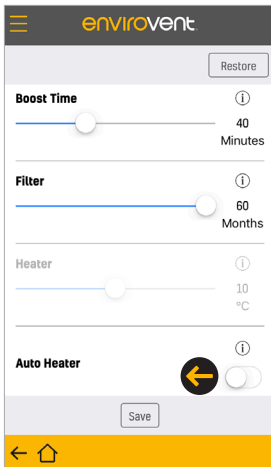 envirovent.
Restore
Boost Time
40
Minutes
Filter
60
Months
Heater
10
°C
Auto Heater
Save